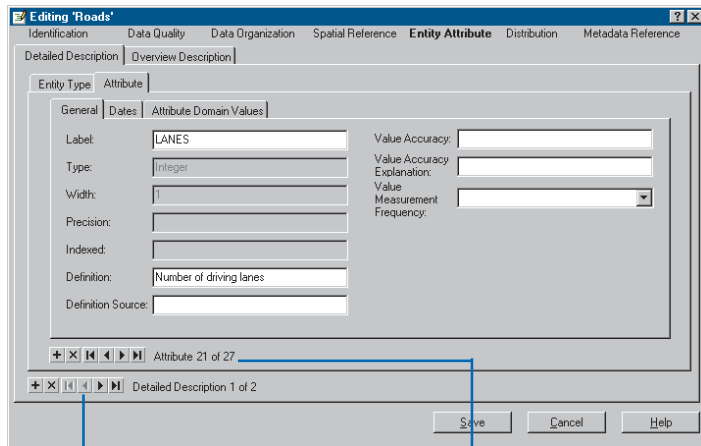 Editing 'Roads'
Identification Data Quality Data Organization Spatial Reference Entity Attribute Distribution Metadata Reference
Detailed Description Overview Description
Entity Type Attribute
General Dates Attribute Domain Values
Label: LANES
Type: Integer
Width: 1
Precision:
Indexed:
Definition: Number of driving lanes
Definition Source:
Value Accuracy:
Value Accuracy
Explanation:
Value
Measurement
Frequency:
Attribute 21 of 27
Detailed Description 1 of 2
Save Cancel Help